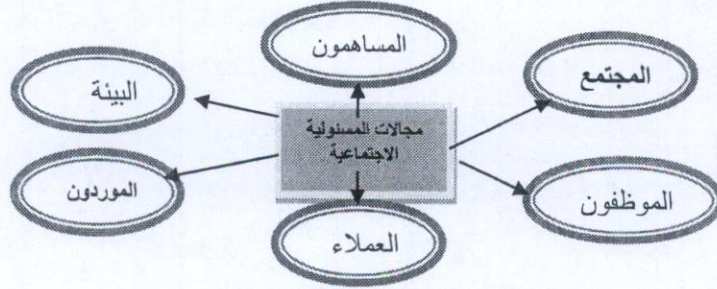 المساهمون
المجتمع
البيئة
مجالات المسئولية
الاجتماعية
الموردون
الموظفون
العملاء